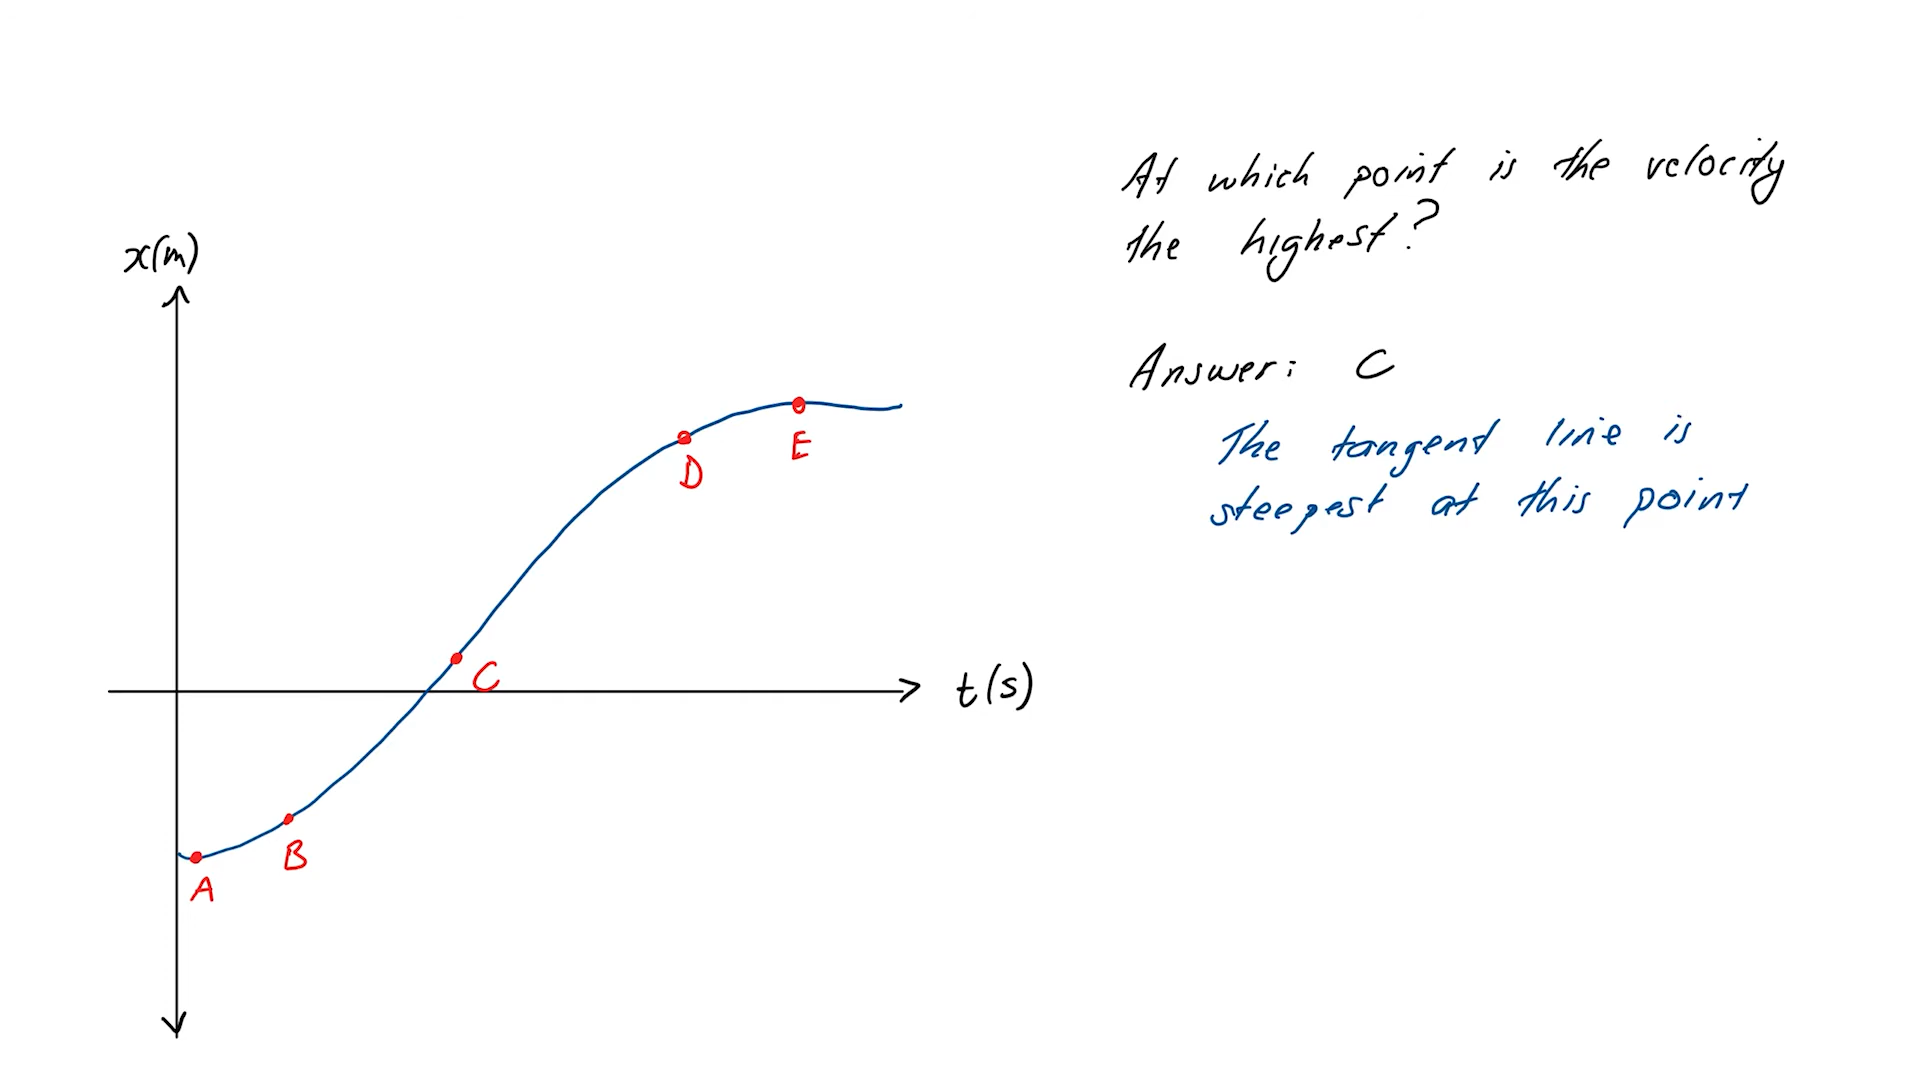 At which point is the velocity
the highest?
x(m)
Answer: C
The tangent line is
steepest at this point
E
D
C
t(s)
B
A